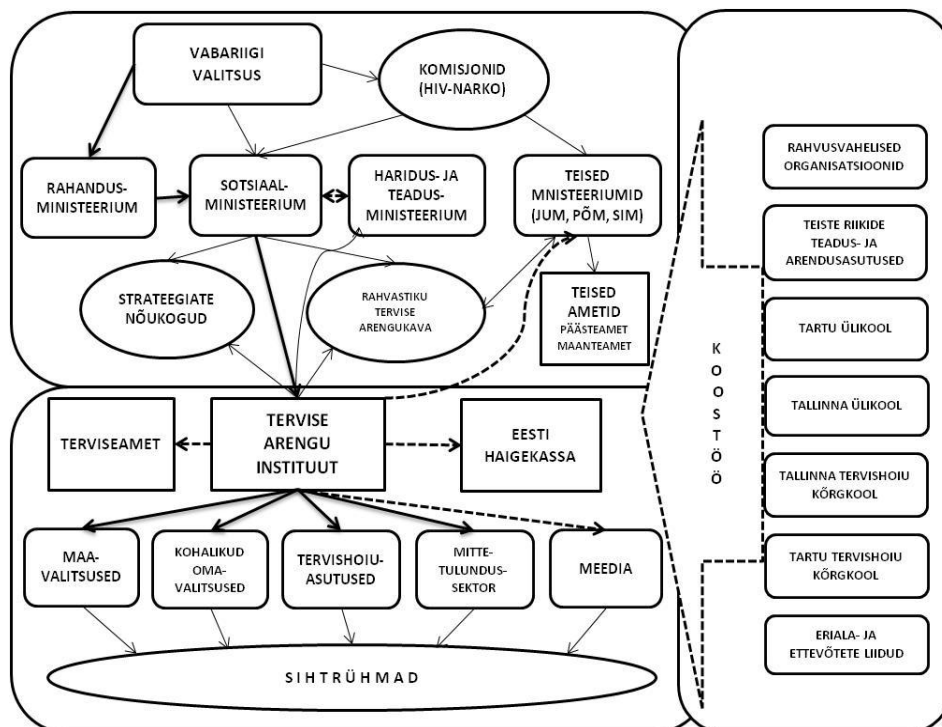 VABARIIGI
VALITSUS
KOMISJONID
(HIV-NARKO)
RAHANDUS-
MINISTEERIUM
SOTSIAAL-
MINISTEERIUM
HARIDUS- JA
TEADUS-
MINISTEERIUM
TEISED
MNISTEERIUMID
(JUM, PÕM, SIM)
STRATEEGIATE
NÕUKOGUD
RAHVASTIKU
TERVISE
ARENGUKAVA
TEISED
AMETID
PÄÄSTEAMET
MAANTEAMET
TERVISEAMET
TERVISE
ARENGU
INSTITUUT
EESTI
HAIGEKASSA
MAA-
VALITSUSED
KOHALIKUD
OMA-
VALITSUSED
TERVISHOIU-
ASUTUSED
MITTE-
TULUNDUS-
SEKTOR
MEEDIA
SIHTRÜHMAD
K
O
O
S
T
Ö
Ö
RAHVUSVAHELISED
ORGANISATSIOONID
TEISTE RIIKIDE
TEADUS- JA
ARENDUSASUTUSED
TARTU ÜLIKOOL
TALLINNA ÜLIKOOL
TALLINNA TERVISHOIU
KÕRGKOOL
TARTU TERVISHOIU
KÕRGKOOL
ERIALA- JA
ETTEVÕTETE LIIDUD